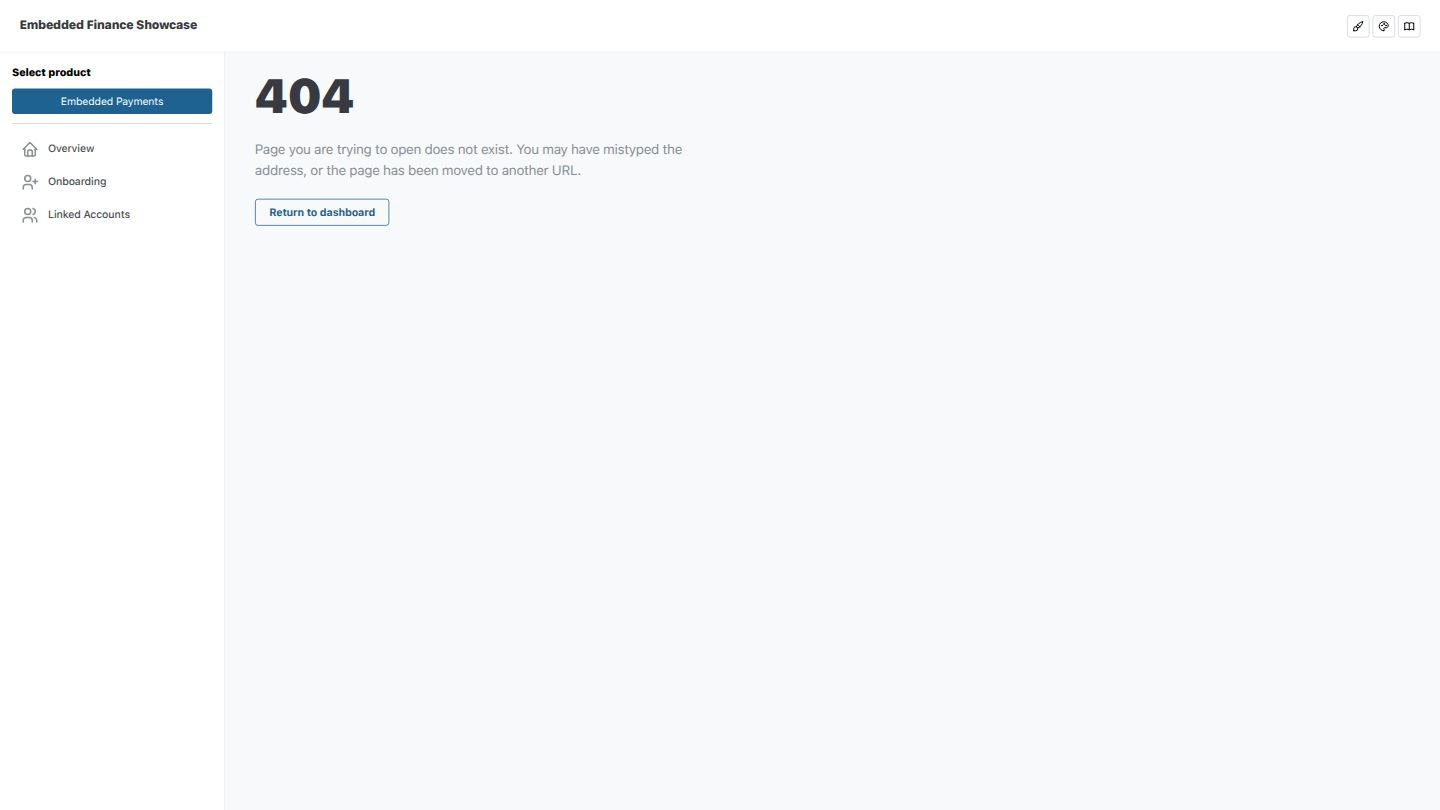 Embedded Finance Showcase
Select product
Embedded Payments
Overview
Onboarding
Linked Accounts
404
Page you are trying to open does not exist. You may have mistyped the
address, or the page has been moved to another URL.
Return to dashboard